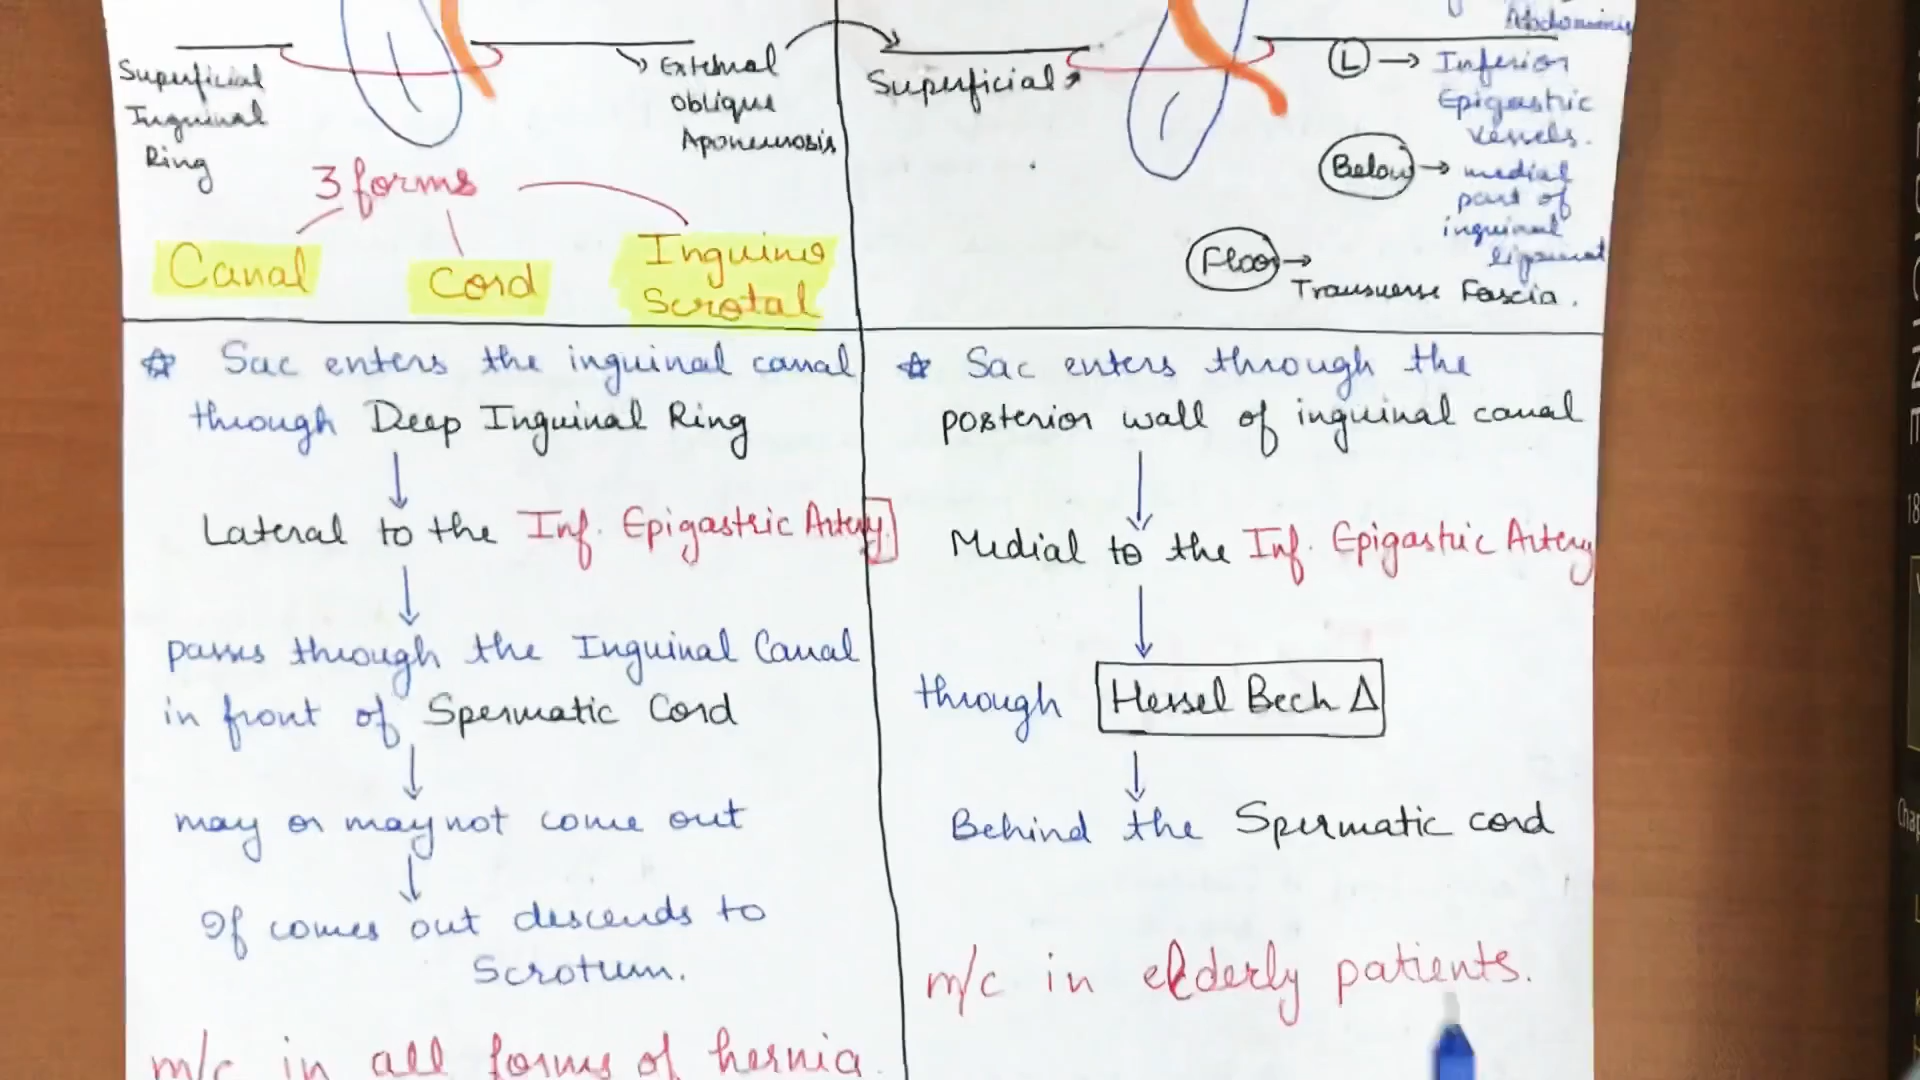 Superficial
Inguinal
Ring
External
oblique
Aponeurosis
3 forms
Canal
Cord
Inguino
Scrotal
Superficial
Abdominis
L → Inferior
Epigastric
vessels.
Below → medial
part of
inguinal
ligament
Floor →
Transverse Fascia.
☆ Sac enters the inguinal canal
through Deep Inguinal Ring
↓
Lateral to the Inf. Epigastric Artery.
↓
passes through the Inguinal Canal
in front of Spermatic Cord
↓
may or may not come out
↓
If comes out descends to
Scrotum.
m/c in all forms of hernia.
☆ Sac enters through the
posterior wall of inguinal canal
↓
Medial to the Inf. Epigastric Artery
↓
through Hessel Bech Δ
↓
Behind the Spermatic cord
m/c in elderly patients.
18
Chap